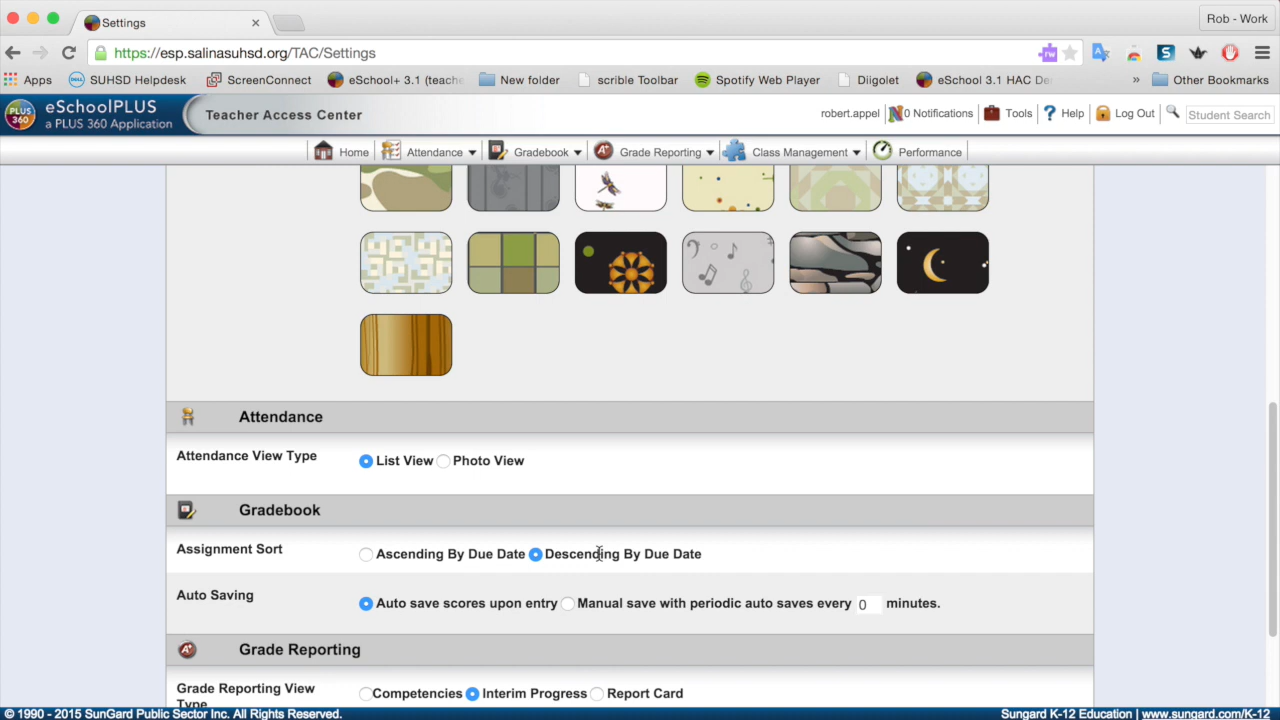 Settings
Rob - Work
https://esp.salinasuhsd.org/TAC/Settings
Apps
DELL
SUHSD Helpdesk
ScreenConnect
eSchool+ 3.1 (teache
New folder
scrible Toolbar
Spotify Web Player
Diigolet
eSchool 3.1 HAC De
»
Other Bookmarks
PLUS 360
eSchoolPLUS
a PLUS 360 Application
Teacher Access Center
robert.appel
0 Notifications
Tools
Help
Log Out
Student Search
Home
Attendance
Gradebook
Grade Reporting
Class Management
Performance
Attendance
Attendance View Type
List View
Photo View
Gradebook
Assignment Sort
Ascending By Due Date
Descending By Due Date
Auto Saving
Auto save scores upon entry
Manual save with periodic auto saves every 0 minutes.
Grade Reporting
Grade Reporting View
Type
Competencies
Interim Progress
Report Card
© 1990 - 2015 SunGard Public Sector Inc. All Rights Reserved.
Sungard K-12 Education | www.sungard.com/K-12